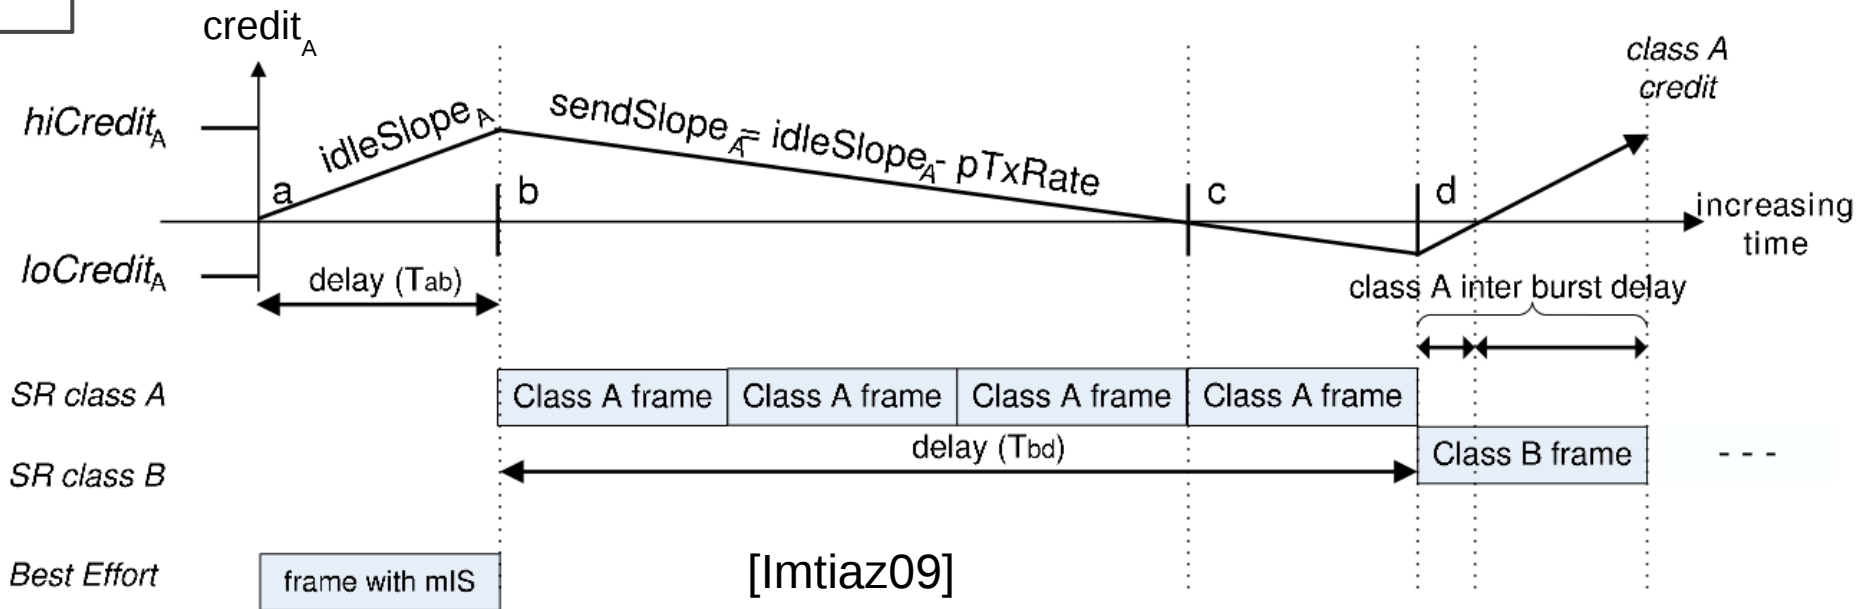 credit_A
class A
credit
hiCredit_A
idleSlope_A
sendSlope_A = idleSlope_A - pTxRate
a
b
c
d
increasing
time
loCredit_A
delay (Tab)
class A inter burst delay
SR class A
Class A frame
Class A frame
Class A frame
Class A frame
delay (Tbd)
SR class B
Class B frame
- - -
Best Effort
frame with mIS
[Imtiaz09]